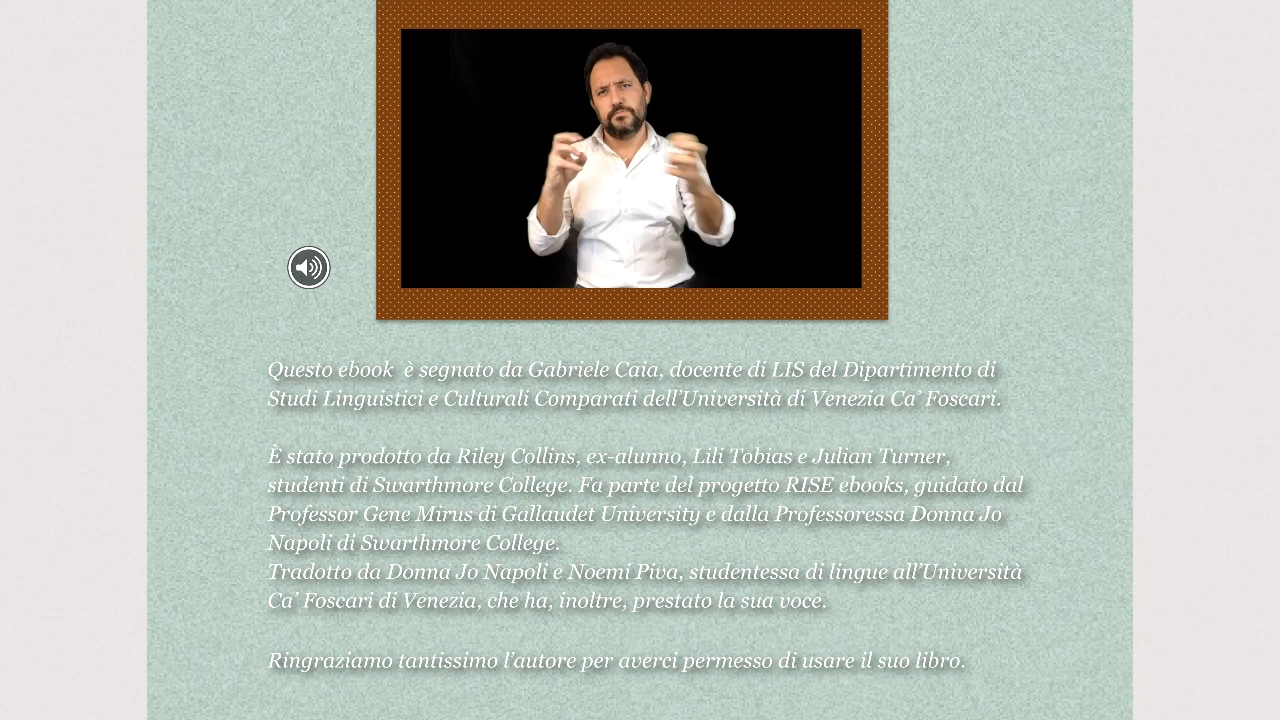 Questo ebook è segnato da Gabriele Caia, docente di LIS del Dipartimento di
Studi Linguistici e Culturali Comparati dell’Università di Venezia Ca’ Foscari.
È stato prodotto da Riley Collins, ex-alunno, Lili Tobias e Julian Turner,
studenti di Swarthmore College. Fa parte del progetto RISE ebooks, guidato dal
Professor Gene Mirus di Gallaudet University e dalla Professoressa Donna Jo
Napoli di Swarthmore College.
Tradotto da Donna Jo Napoli e Noemi Piva, studentessa di lingue all’Università
Ca’ Foscari di Venezia, che ha, inoltre, prestato la sua voce.
Ringraziamo tantissimo l’autore per averci permesso di usare il suo libro.